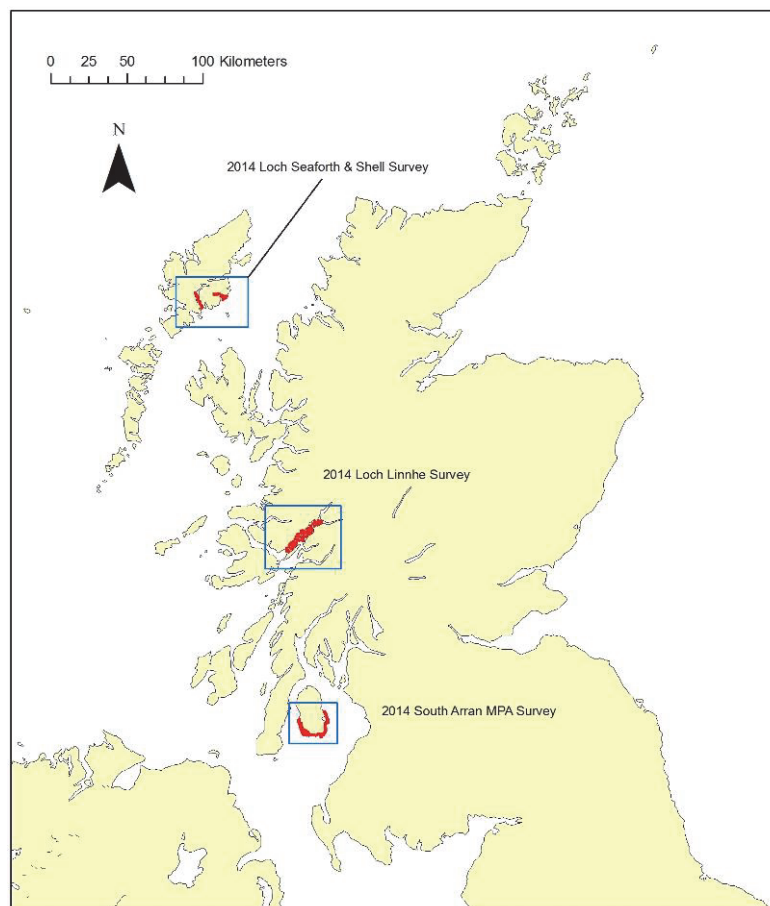 0 25 50 100 Kilometers
N
2014 Loch Seaforth & Shell Survey
2014 Loch Linnhe Survey
2014 South Arran MPA Survey